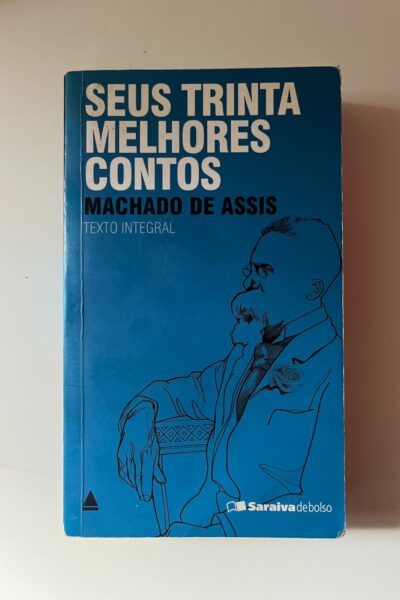 SEUS TRINTA
MELHORES
CONTOS
MACHADO DE ASSIS
TEXTO INTEGRAL
Saraiva de bolso